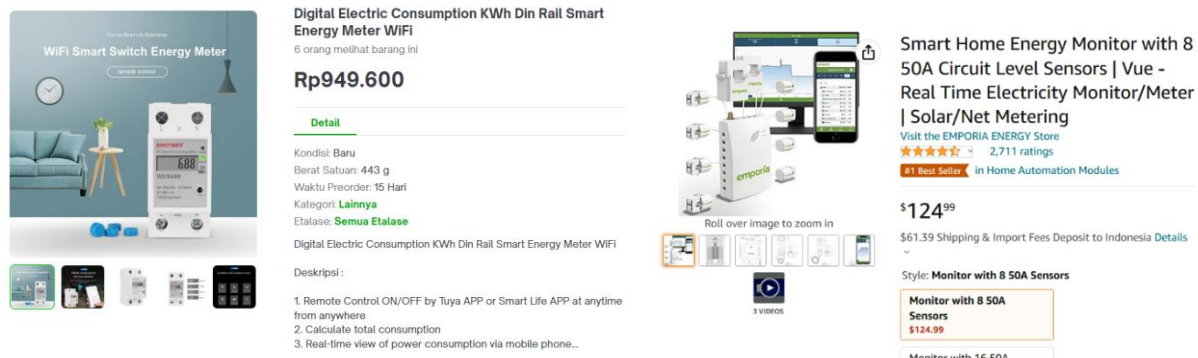 WiFi Smart Switch Energy Meter
remote control
6.88
Digital Electric Consumption KWh Din Rail Smart
Energy Meter WiFi
6 orang melihat barang ini
Rp949.600
Detail
Kondisi: Baru
Berat Satuan: 443 g
Waktu Preorder: 15 Hari
Kategori: Lainnya
Etalase: Semua Etalase
Digital Electric Consumption KWh Din Rail Smart Energy Meter WiFi
Deskripsi :
1. Remote Control ON/OFF by Tuya APP or Smart Life APP at anytime
from anywhere
2. Calculate total consumption
3. Real-time view of power consumption via mobile phone...
emporia
Roll over image to zoom in
3 VIDEOS
Smart Home Energy Monitor with 8
50A Circuit Level Sensors | Vue -
Real Time Electricity Monitor/Meter
| Solar/Net Metering
Visit the EMPORIA ENERGY Store
2,711 ratings
#1 Best Seller in Home Automation Modules
$12499
$61.39 Shipping & Import Fees Deposit to Indonesia Details
Style: Monitor with 8 50A Sensors
Monitor with 8 50A
Sensors
$124.99
Monitor with 16 50A